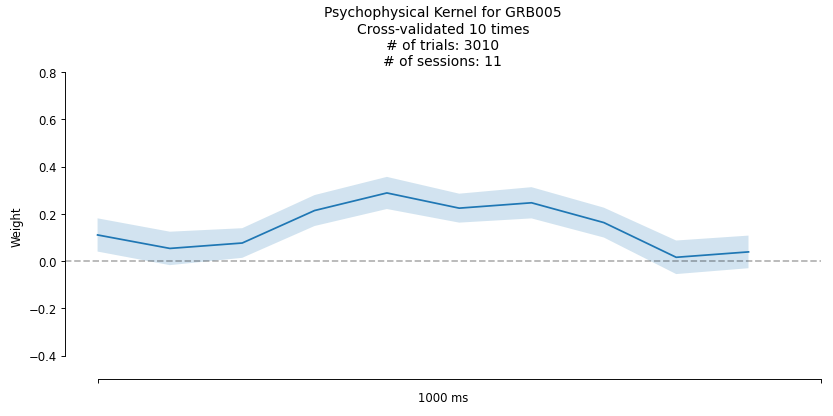 Psychophysical Kernel for GRB005
Cross-validated 10 times
# of trials: 3010
# of sessions: 11
0.8
0.6
0.4
0.2
0.0
−0.2
−0.4
Weight
1000 ms